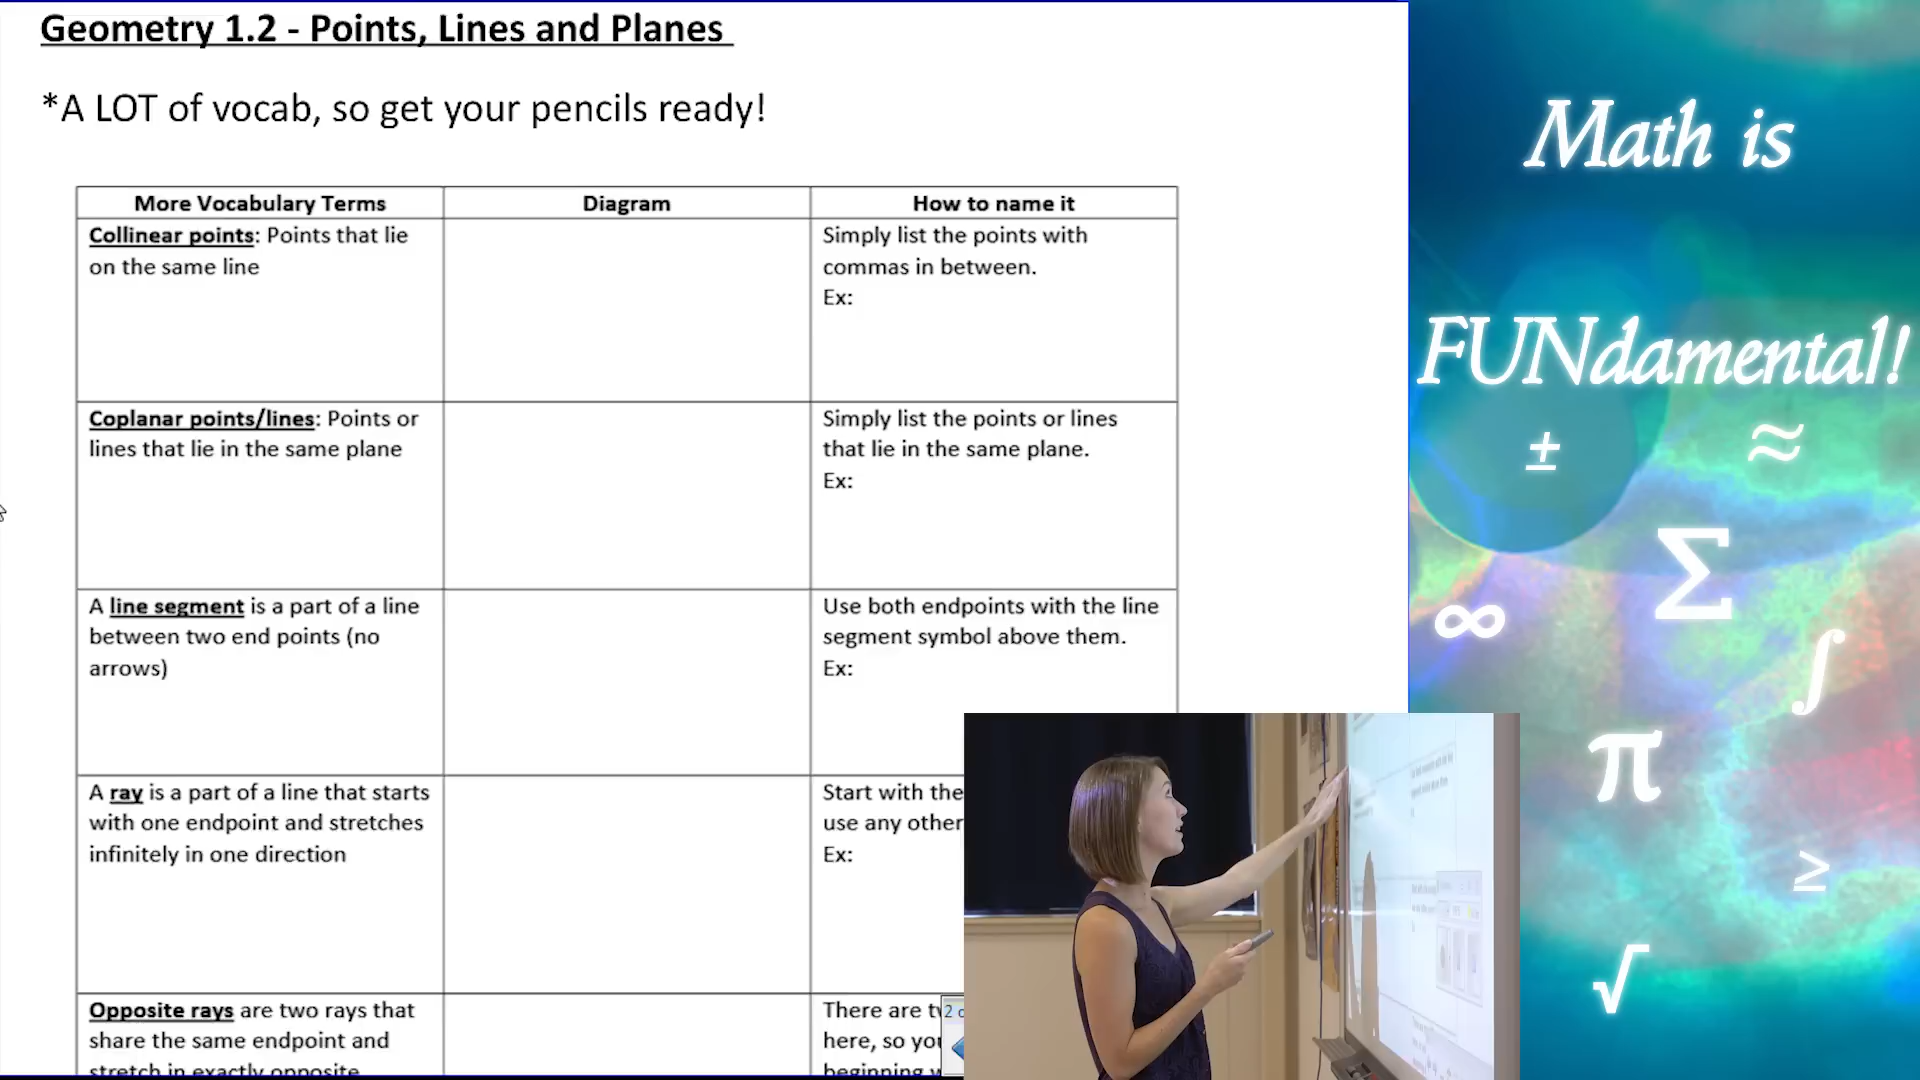 Geometry 1.2 - Points, Lines and Planes
*A LOT of vocab, so get your pencils ready!
More Vocabulary Terms
Diagram
How to name it
Collinear points: Points that lie
on the same line
Simply list the points with
commas in between.
Ex:
Coplanar points/lines: Points or
lines that lie in the same plane
Simply list the points or lines
that lie in the same plane.
Ex:
A line segment is a part of a line
between two end points (no
arrows)
Use both endpoints with the line
segment symbol above them.
Ex:
A ray is a part of a line that starts
with one endpoint and stretches
infinitely in one direction
Start with the
use any other
Ex:
Opposite rays are two rays that
share the same endpoint and
stretch in exactly opposite
There are
here, so you
beginning
Math is
FUNdamental!
± ≈
Σ
∞
∫
π
≥
√